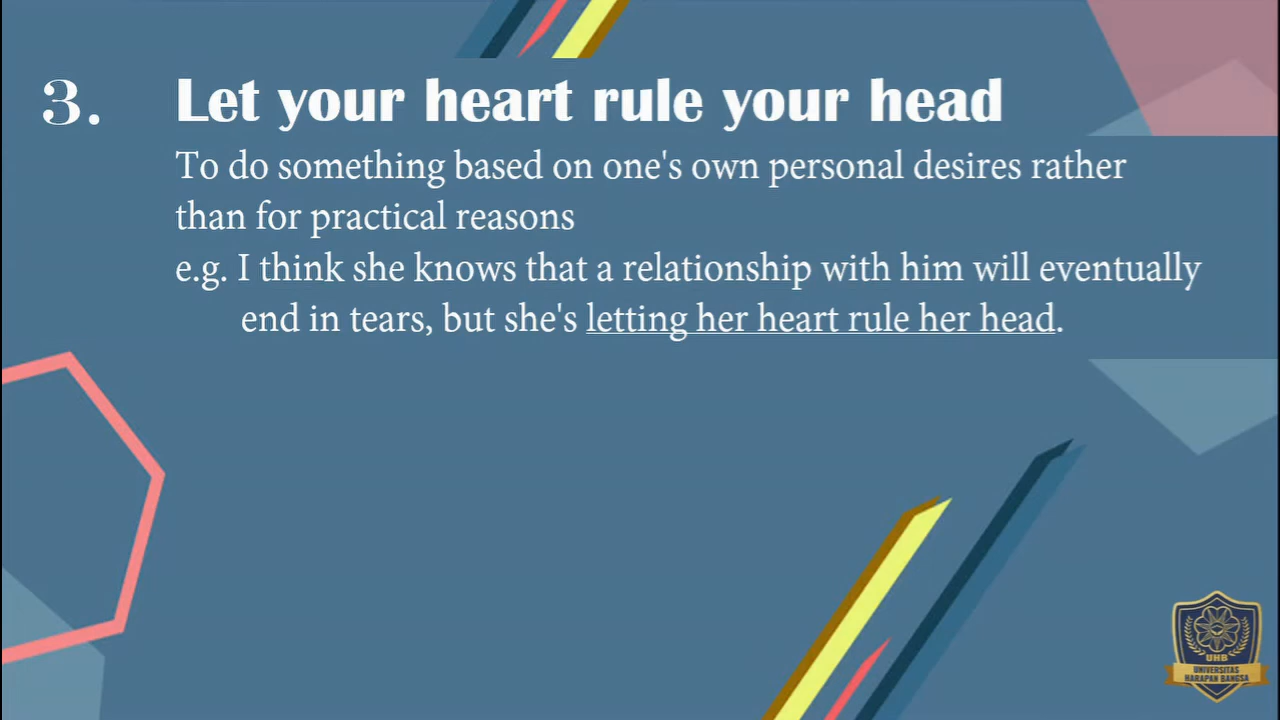 3. Let your heart rule your head
To do something based on one's own personal desires rather
than for practical reasons
e.g. I think she knows that a relationship with him will eventually
end in tears, but she's letting her heart rule her head.
UHB
UNIVERSITAS
HARAPAN BANGSA